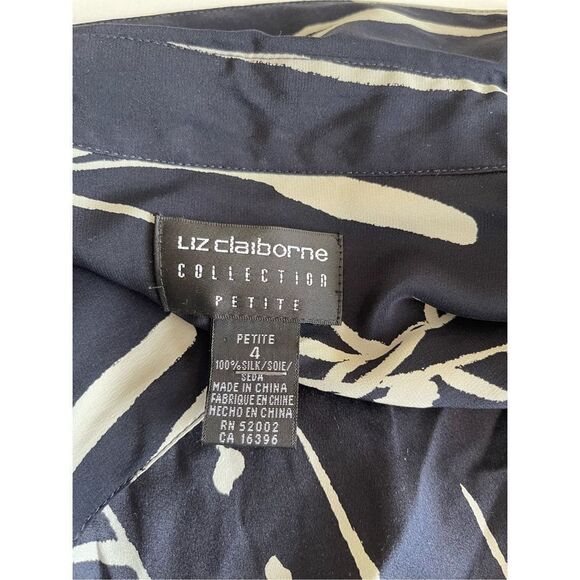 Liz claiborne
COLLECTION
PETITE
PETITE
4
100%SILK/SOIE/
SEDA
MADE IN CHINA
FABRIQUE EN CHINE
HECHO EN CHINA
RN 52002
CA 16396